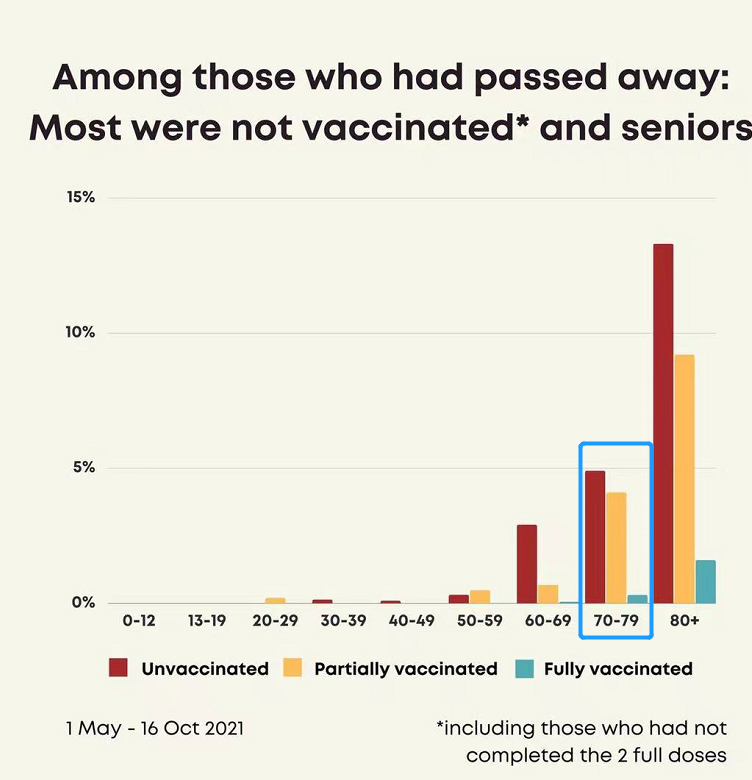 Among those who had passed away:
Most were not vaccinated* and seniors
15%
10%
5%
0%
0-12 13-19 20-29 30-39 40-49 50-59 60-69 70-79 80+
Unvaccinated Partially vaccinated Fully vaccinated
1 May - 16 Oct 2021
*including those who had not
completed the 2 full doses